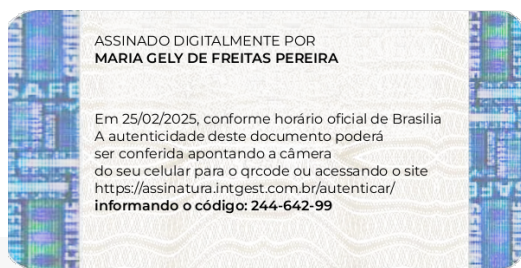 ASSINADO DIGITALMENTE POR
MARIA GELY DE FREITAS PEREIRA
Em 25/02/2025, conforme horário oficial de Brasilia
A autenticidade deste documento poderá
ser conferida apontando a câmera
do seu celular para o qrcode ou acessando o site
https://assinatura.intgest.com.br/autenticar/
informando o código: 244-642-99
SAFE